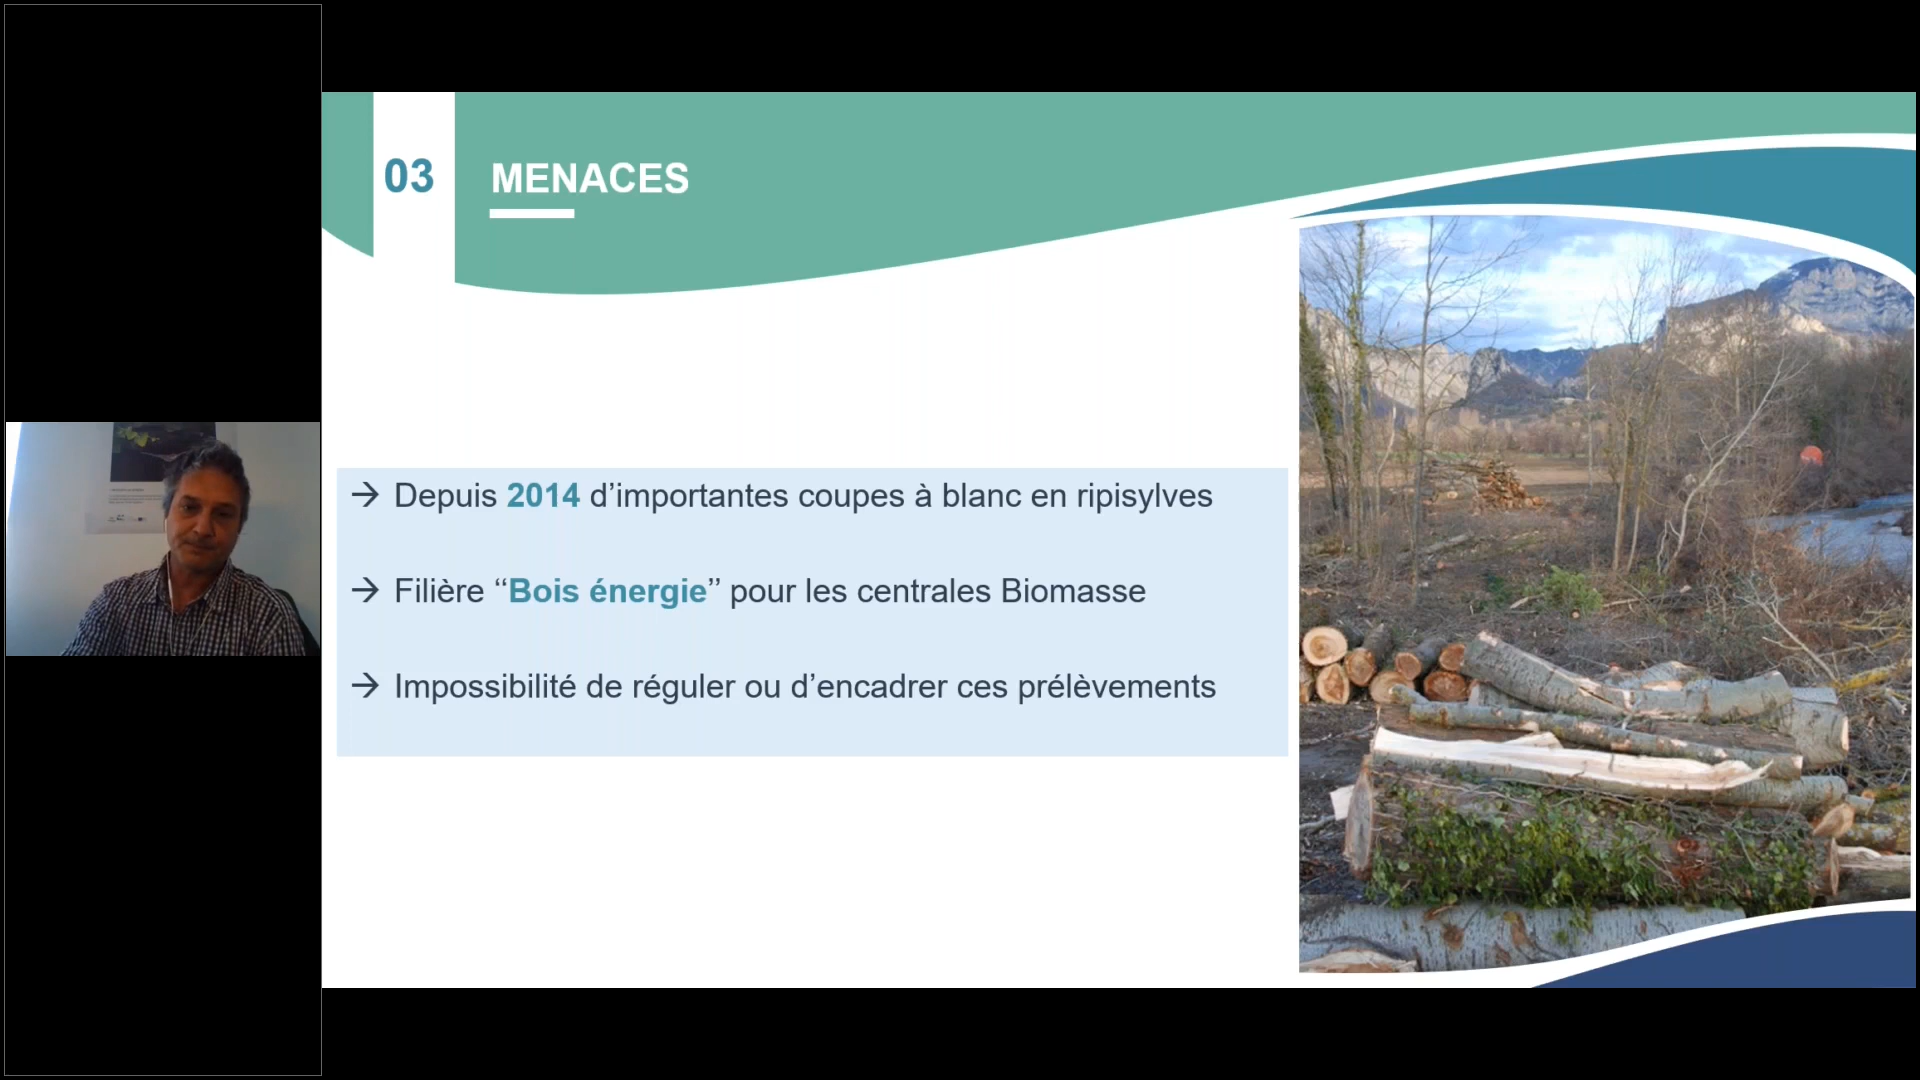 03
MENACES
→ Depuis 2014 d’importantes coupes à blanc en ripisylves
→ Filière “Bois énergie” pour les centrales Biomasse
→ Impossibilité de réguler ou d’encadrer ces prélèvements